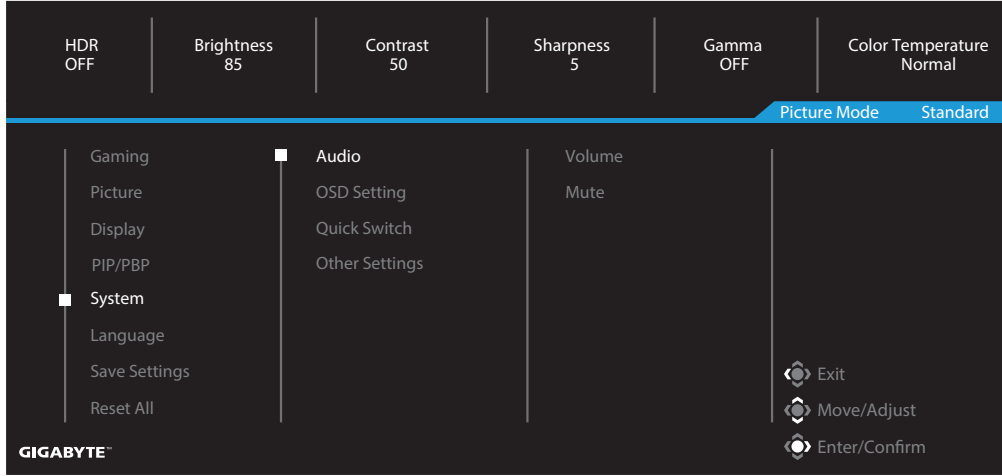 HDR Brightness Contrast Sharpness Gamma Color Temperature
OFF 85 50 5 OFF Normal
Picture Mode Standard
Gaming Audio Volume
Picture OSD Setting Mute
Display Quick Switch
PIP/PBP Other Settings
System
Language
Save Settings
Exit
Reset All
Move/Adjust
GIGABYTE™
Enter/Confirm